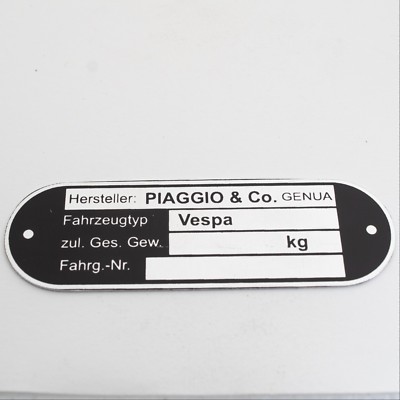 Hersteller: PIAGGIO & Co. GENUA
Fahrzeugtyp Vespa
zul. Ges. Gew. kg
Fahrg.-Nr.